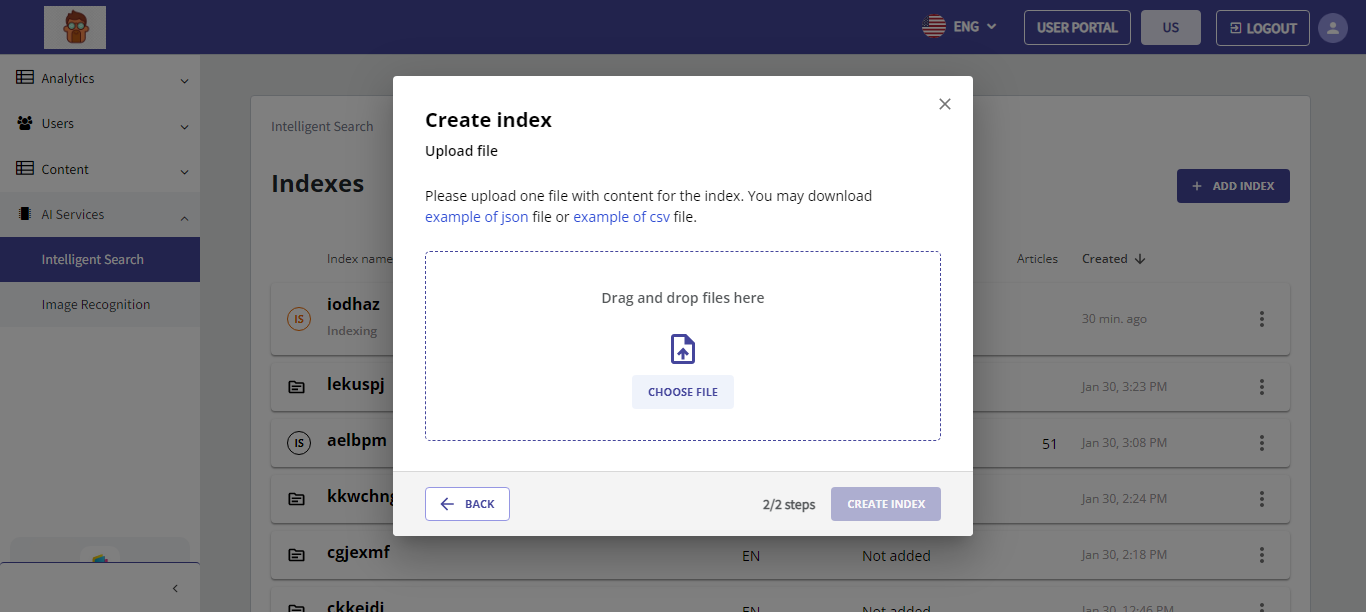 ENG
USER PORTAL
US
LOGOUT
Analytics
Users
Content
AI Services
Intelligent Search
Image Recognition
Intelligent Search
Indexes
ADD INDEX
Index name
Articles
Created
IS
iodhaz
Indexing
30 min. ago
lekuspj
Jan 30, 3:23 PM
IS
aelbpm
51
Jan 30, 3:08 PM
Jan 30, 2:24 PM
cgjexmf
EN
Not added
Jan 30, 2:18 PM
ckkeidi
EN
Not added
Jan 30, 12:46 PM
Create index
Upload file
Please upload one file with content for the index. You may download
example of json file or example of csv file.
Drag and drop files here
CHOOSE FILE
BACK
2/2 steps
CREATE INDEX